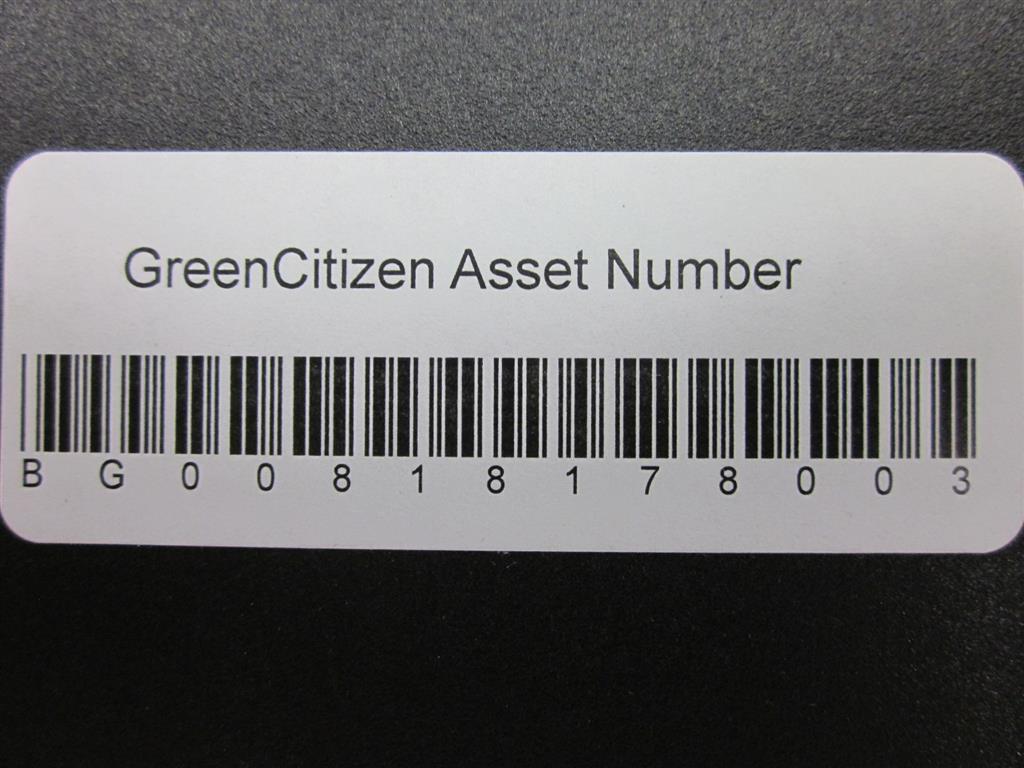 GreenCitizen Asset Number
B G 0 0 8 1 8 1 7 8 0 0 3